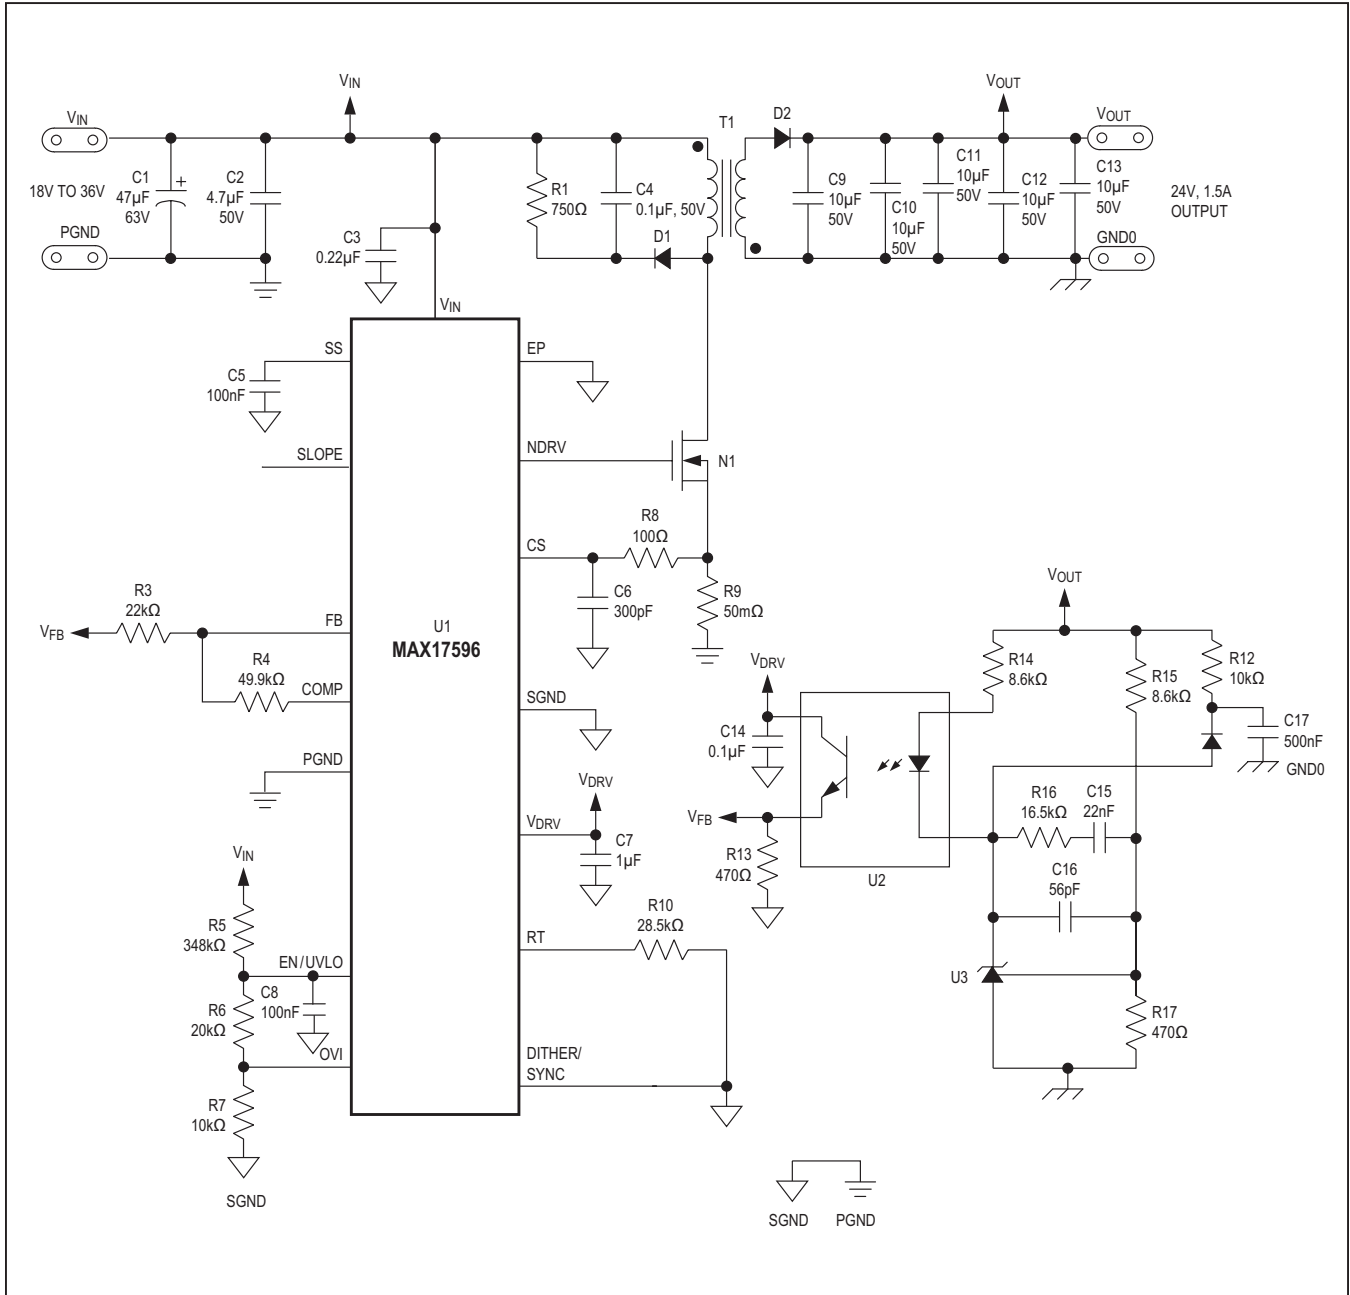 VIN
VOUT
VIN
T1
D2
VOUT
18V TO 36V
C1
47µF
63V
+
C2
4.7µF
50V
R1
750Ω
C4
0.1µF, 50V
C9
10µF
50V
C10
10µF
50V
C11
10µF
50V
C12
10µF
50V
C13
10µF
50V
24V, 1.5A
OUTPUT
PGND
C3
0.22µF
D1
GND0
VIN
SS
EP
C5
100nF
SLOPE
NDRV
N1
CS
R8
100Ω
C6
300pF
R9
50mΩ
R3
22kΩ
VFB
FB
U1
MAX17596
R4
49.9kΩ
COMP
SGND
PGND
VDRV
VDRV
C7
1µF
VIN
R5
348kΩ
EN/UVLO
C8
100nF
R6
20kΩ
OVI
R7
10kΩ
SGND
RT
R10
28.5kΩ
DITHER/
SYNC
VOUT
VDRV
R14
8.6kΩ
R15
8.6kΩ
R12
10kΩ
C14
0.1µF
C17
500nF
GND0
VFB
R13
470Ω
U2
R16
16.5kΩ
C15
22nF
C16
56pF
U3
R17
470Ω
SGND
PGND